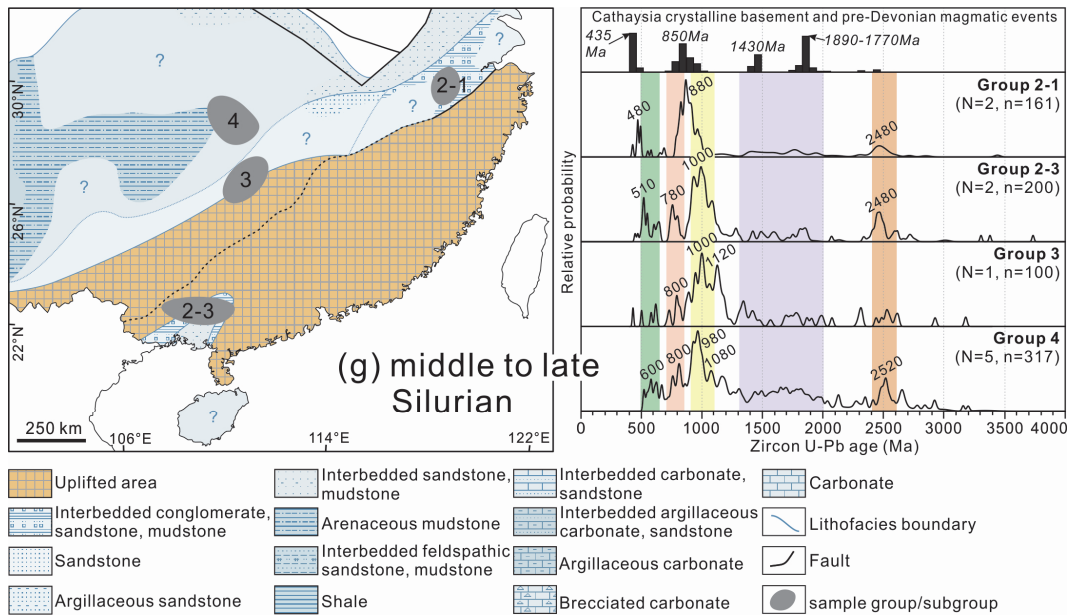 ?
?
?
?
?
?
4
3
2-1
2-3
30°N
26°N
22°N
(g) middle to late
Silurian
250 km
106°E
114°E
122°E
Cathaysia crystalline basement and pre-Devonian magmatic events
435
Ma
850Ma
1430Ma
1890-1770Ma
Group 2-1
(N=2, n=161)
480
880
2480
Group 2-3
(N=2, n=200)
510
780
1000
2480
Group 3
(N=1, n=100)
800
1000
1120
Group 4
(N=5, n=317)
600
800
980
1080
2520
Relative probability
0 500 1000 1500 2000 2500 3000 3500 4000
Zircon U-Pb age (Ma)
Uplifted area
Interbedded conglomerate,
sandstone, mudstone
Sandstone
Argillaceous sandstone
Interbedded sandstone,
mudstone
Arenaceous mudstone
Interbedded feldspathic
sandstone, mudstone
Shale
Interbedded carbonate,
sandstone
Interbedded argillaceous
carbonate, sandstone
Argillaceous carbonate
Brecciated carbonate
Carbonate
Lithofacies boundary
Fault
sample group/subgroup